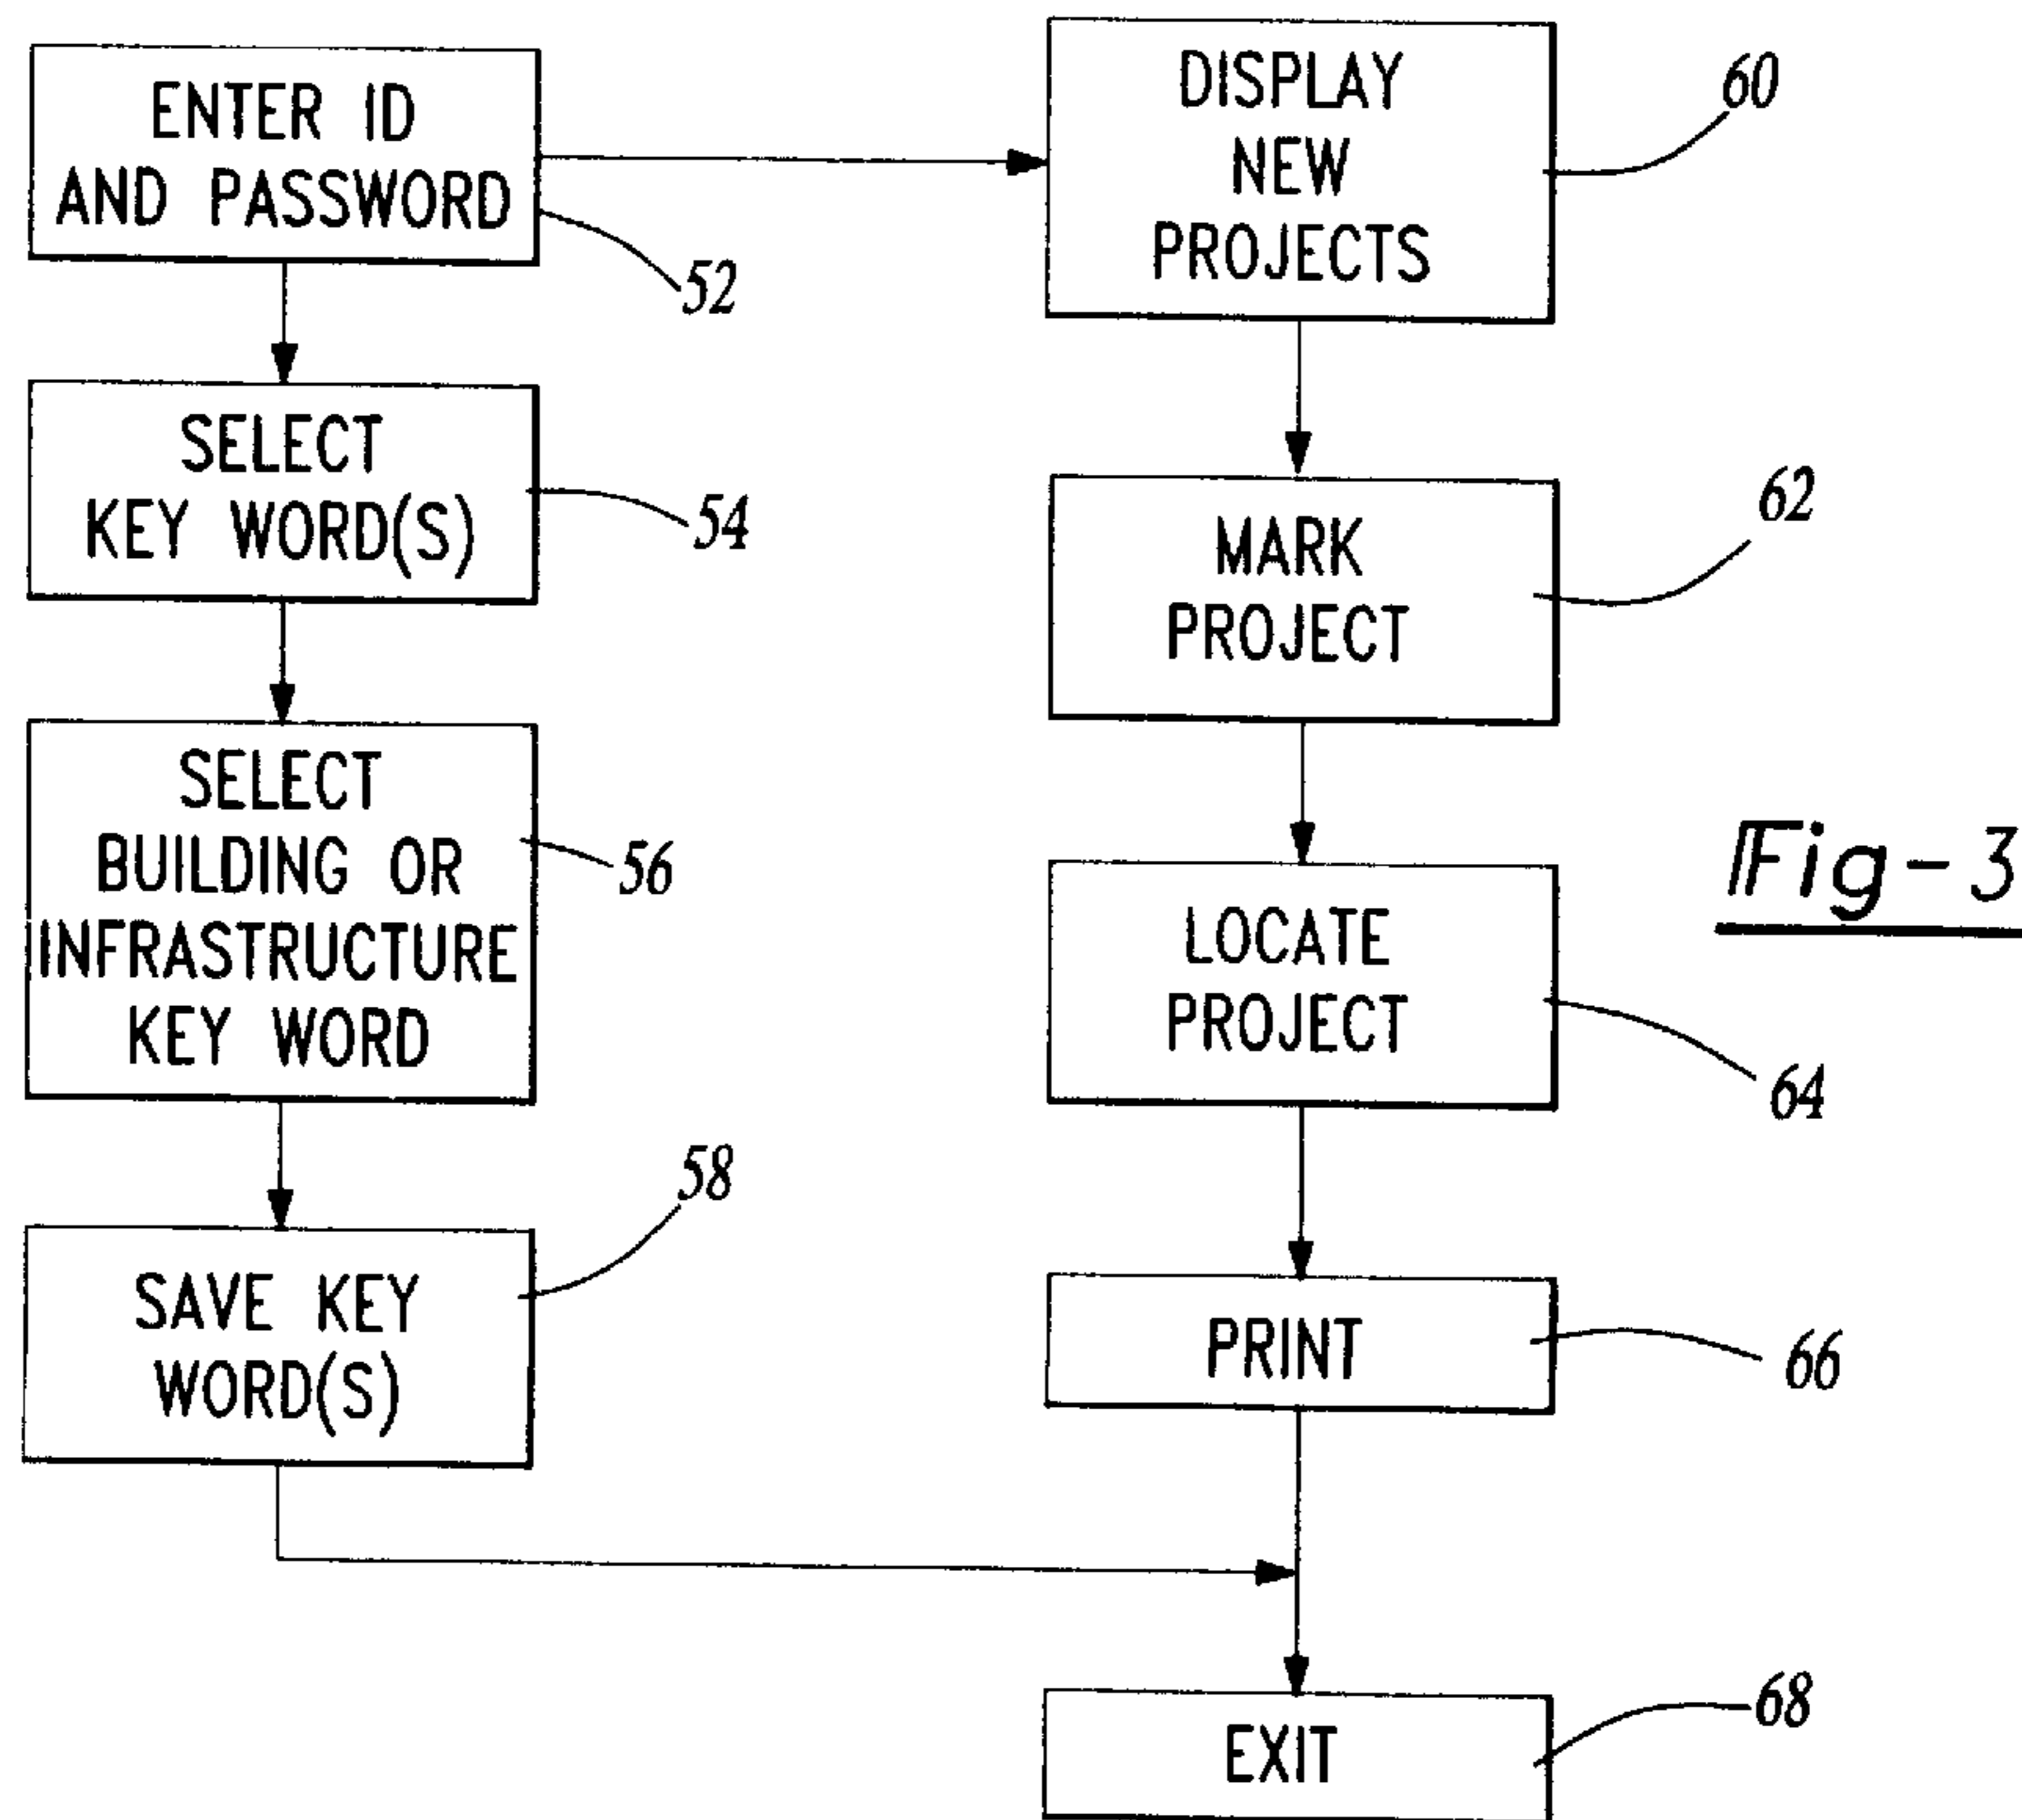 ENTER ID
AND PASSWORD
52
SELECT
KEY WORD(S)
54
SELECT
BUILDING OR
INFRASTRUCTURE
KEY WORD
56
SAVE KEY
WORD(S)
58
DISPLAY
NEW
PROJECTS
60
MARK
PROJECT
62
LOCATE
PROJECT
64
PRINT
66
EXIT
68
Fig-3